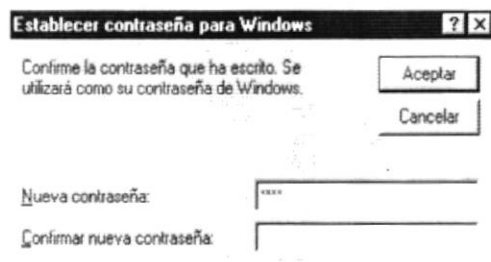 Establecer contraseña para Windows
Confirme la contraseña que ha escrito. Se
utilizará como su contraseña de Windows.
Aceptar
Cancelar
Nueva contraseña: ****
Confirmar nueva contraseña: